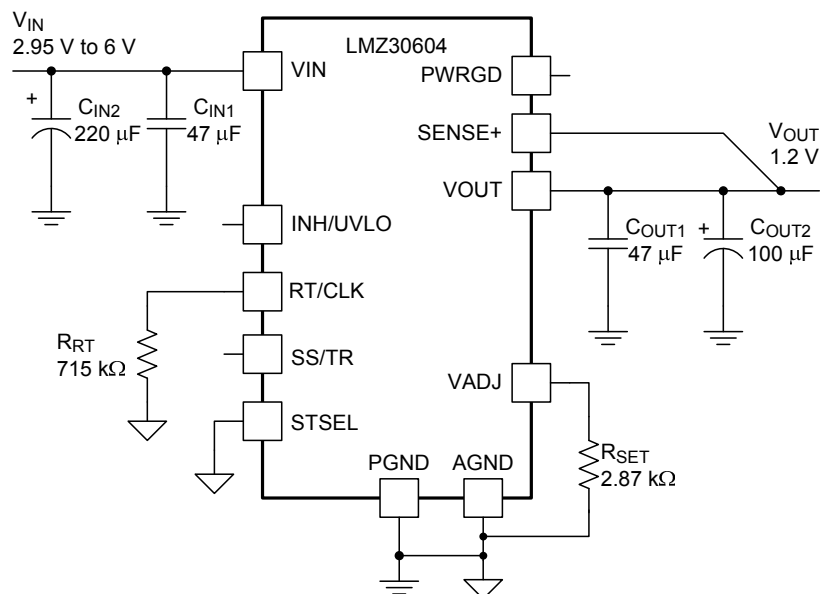 VIN
2.95 V to 6 V
LMZ30604
VIN
PWRGD
+
CIN2
220 μF
CIN1
47 μF
SENSE+
VOUT
1.2 V
VOUT
INH/UVLO
COUT1
47 μF
+
COUT2
100 μF
RT/CLK
RRT
715 kΩ
SS/TR
VADJ
STSEL
PGND
AGND
RSET
2.87 kΩ